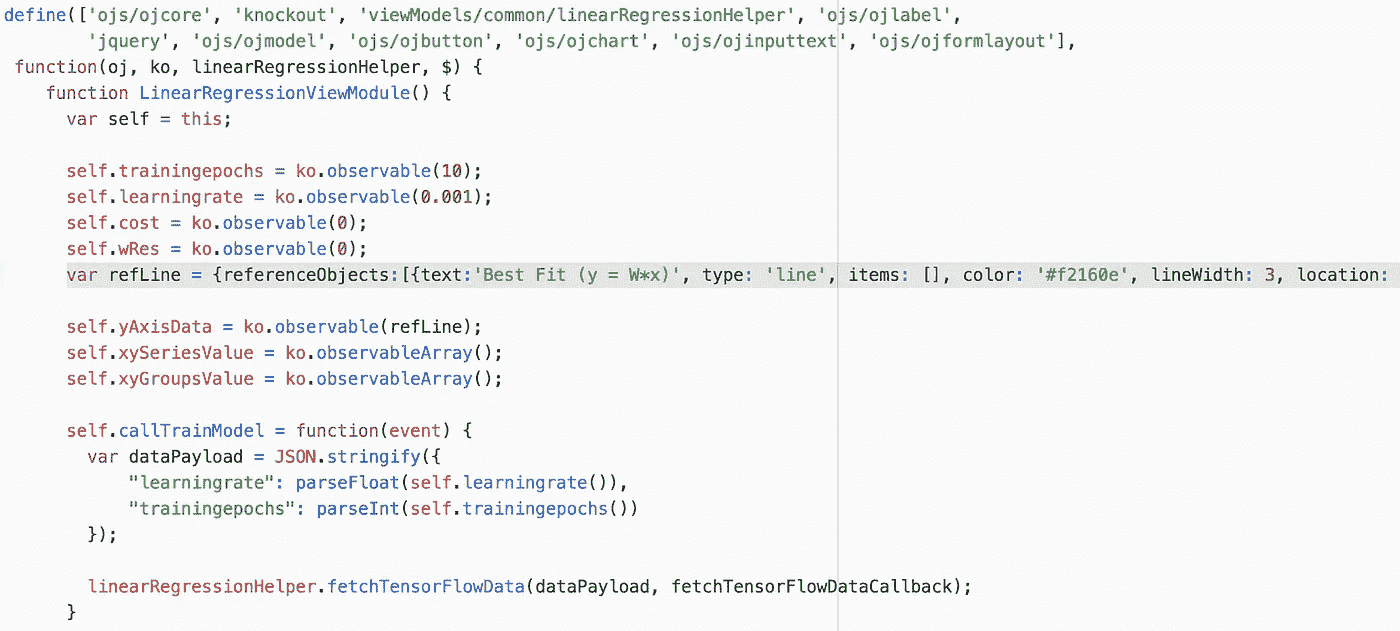 define(['ojs/ojcore', 'knockout', 'viewModels/common/linearRegressionHelper', 'ojs/ojlabel',
        'jquery', 'ojs/ojmodel', 'ojs/ojbutton', 'ojs/ojchart', 'ojs/ojinputtext', 'ojs/ojformlayout'],
 function(oj, ko, linearRegressionHelper, $) {
    function LinearRegressionViewModule() {
      var self = this;

      self.trainingepochs = ko.observable(10);
      self.learningrate = ko.observable(0.001);
      self.cost = ko.observable(0);
      self.wRes = ko.observable(0);
      var refLine = {referenceObjects:[{text:'Best Fit (y = W*x)', type: 'line', items: [], color: '#f2160e', lineWidth: 3, location:

      self.yAxisData = ko.observable(refLine);
      self.xySeriesValue = ko.observableArray();
      self.xyGroupsValue = ko.observableArray();

      self.callTrainModel = function(event) {
        var dataPayload = JSON.stringify({
            "learningrate": parseFloat(self.learningrate()),
            "trainingepochs": parseInt(self.trainingepochs())
        });

        linearRegressionHelper.fetchTensorFlowData(dataPayload, fetchTensorFlowDataCallback);
      }